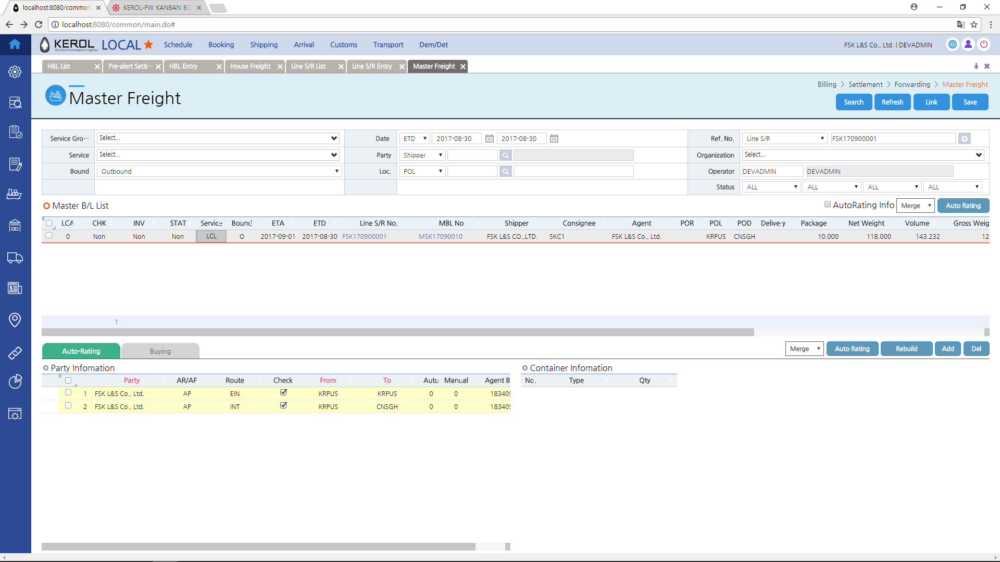 localhost:8080/common
KEROL-FW KANBAN BO
localhost:8080/common/main.do#
KEROL
The Key of Convergence Logistics
LOCAL
Schedule Booking Shipping Arrival Customs Transport Dem/Det
FSK L&S Co., Ltd. | DEVADMIN
HBL List Pre-alert Setti··· HBL Entry House Freight Line S/R List Line S/R Entry Master Freight
Billing > Settlement > Forwarding > Master Freight
Master Freight
Search Refresh Link Save
Service Gro··· Select... Date ETD 2017-08-30 2017-08-30 Ref. No. Line S/R FSK170900001
Service Select... Party Shipper Organization Select...
Bound Outbound Loc. POL Operator DEVADMIN DEVADMIN
Status ALL ALL ALL ALL
Master B/L List AutoRating Info Merge Auto Rating
LCA CHK INV STAT Service Bound ETA ETD Line S/R No. MBL No Shipper Consignee Agent POR POL POD Delivery Package Net Weight Volume Gross Weig
0 Non Non Non LCL O 2017-09-01 2017-08-30 FSK170900001 MSK17090010 FSK L&S CO.,LTD. SKC1 FSK L&S Co., Ltd. KRPUS CNSGH 10.000 118.000 143.232 12
1
Auto-Rating Buying Merge Auto Rating Rebuild Add Del
Party Infomation
Party AR/AP Route Check From To Auto Manual Agent B
1 FSK L&S Co., Ltd. AP EIN KRPUS KRPUS 0 0 18340
2 FSK L&S Co., Ltd. AP INT KRPUS CNSGH 0 0 18340
Container Infomation
No. Type Qty